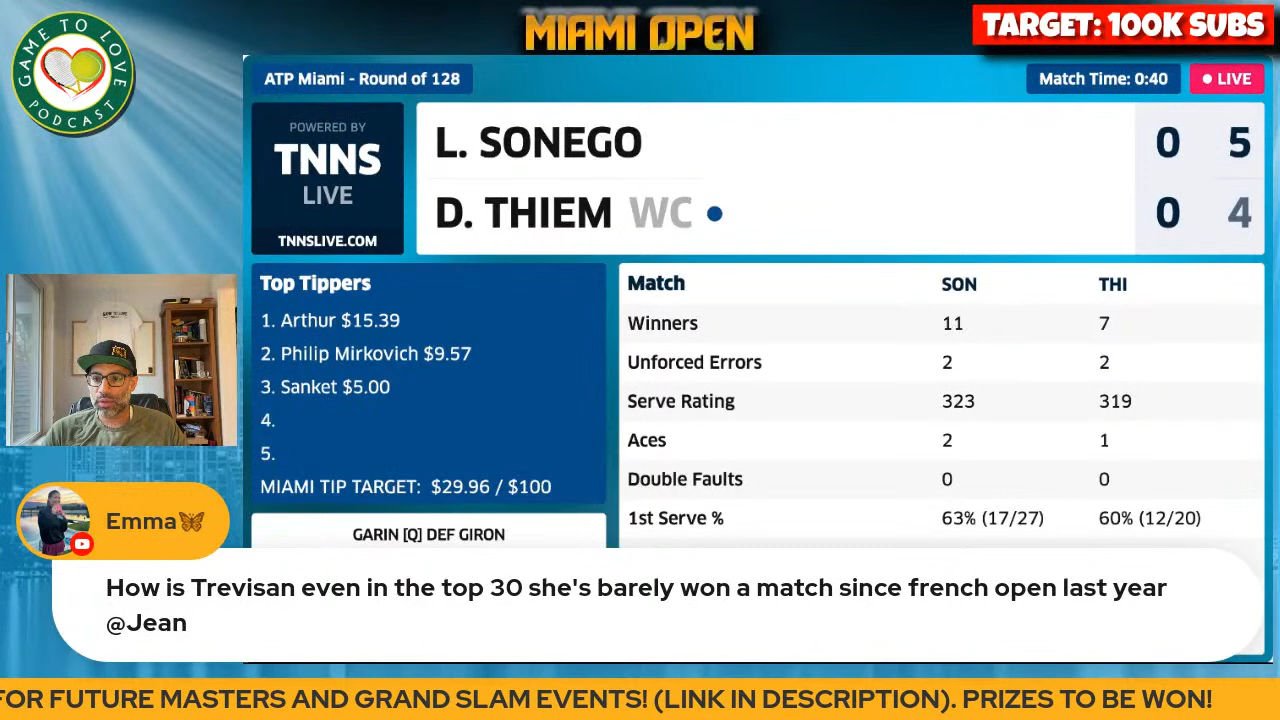 GAME TO LOVE
PODCAST
MIAMI OPEN
TARGET: 100K SUBS
ATP Miami - Round of 128
Match Time: 0:40
LIVE
POWERED BY
TNNS
LIVE
TNNSLIVE.COM
L. SONEGO 0 5
D. THIEM WC 0 4
Top Tippers
1. Arthur $15.39
2. Philip Mirkovich $9.57
3. Sanket $5.00
4.
5.
MIAMI TIP TARGET: $29.96 / $100
GARIN [Q] DEF GIRON
Match SON THI
Winners 11 7
Unforced Errors 2 2
Serve Rating 323 319
Aces 2 1
Double Faults 0 0
1st Serve % 63% (17/27) 60% (12/20)
Emma🦋
How is Trevisan even in the top 30 she's barely won a match since french open last year
@Jean
FOR FUTURE MASTERS AND GRAND SLAM EVENTS! (LINK IN DESCRIPTION). PRIZES TO BE WON!